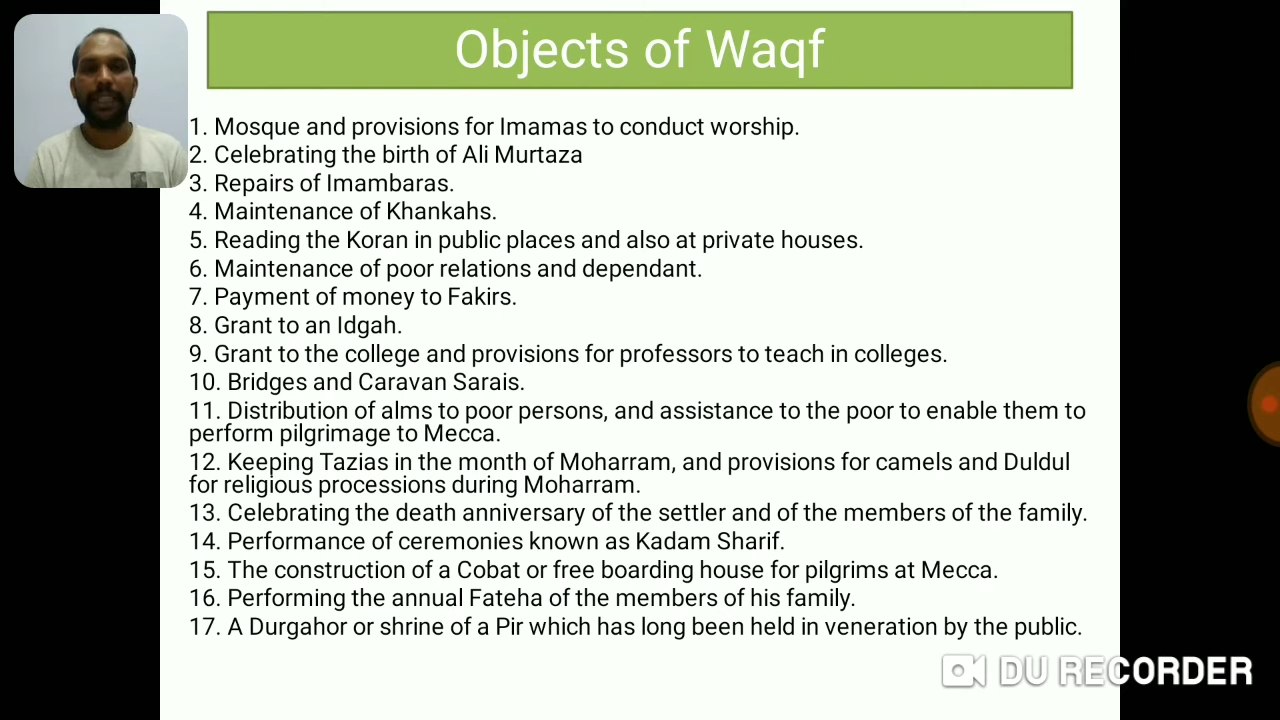 Objects of Waqf
1. Mosque and provisions for Imamas to conduct worship.
2. Celebrating the birth of Ali Murtaza
3. Repairs of Imambaras.
4. Maintenance of Khankahs.
5. Reading the Koran in public places and also at private houses.
6. Maintenance of poor relations and dependant.
7. Payment of money to Fakirs.
8. Grant to an Idgah.
9. Grant to the college and provisions for professors to teach in colleges.
10. Bridges and Caravan Sarais.
11. Distribution of alms to poor persons, and assistance to the poor to enable them to
perform pilgrimage to Mecca.
12. Keeping Tazias in the month of Moharram, and provisions for camels and Duldul
for religious processions during Moharram.
13. Celebrating the death anniversary of the settler and of the members of the family.
14. Performance of ceremonies known as Kadam Sharif.
15. The construction of a Cobat or free boarding house for pilgrims at Mecca.
16. Performing the annual Fateha of the members of his family.
17. A Durgahor or shrine of a Pir which has long been held in veneration by the public.
DU RECORDER